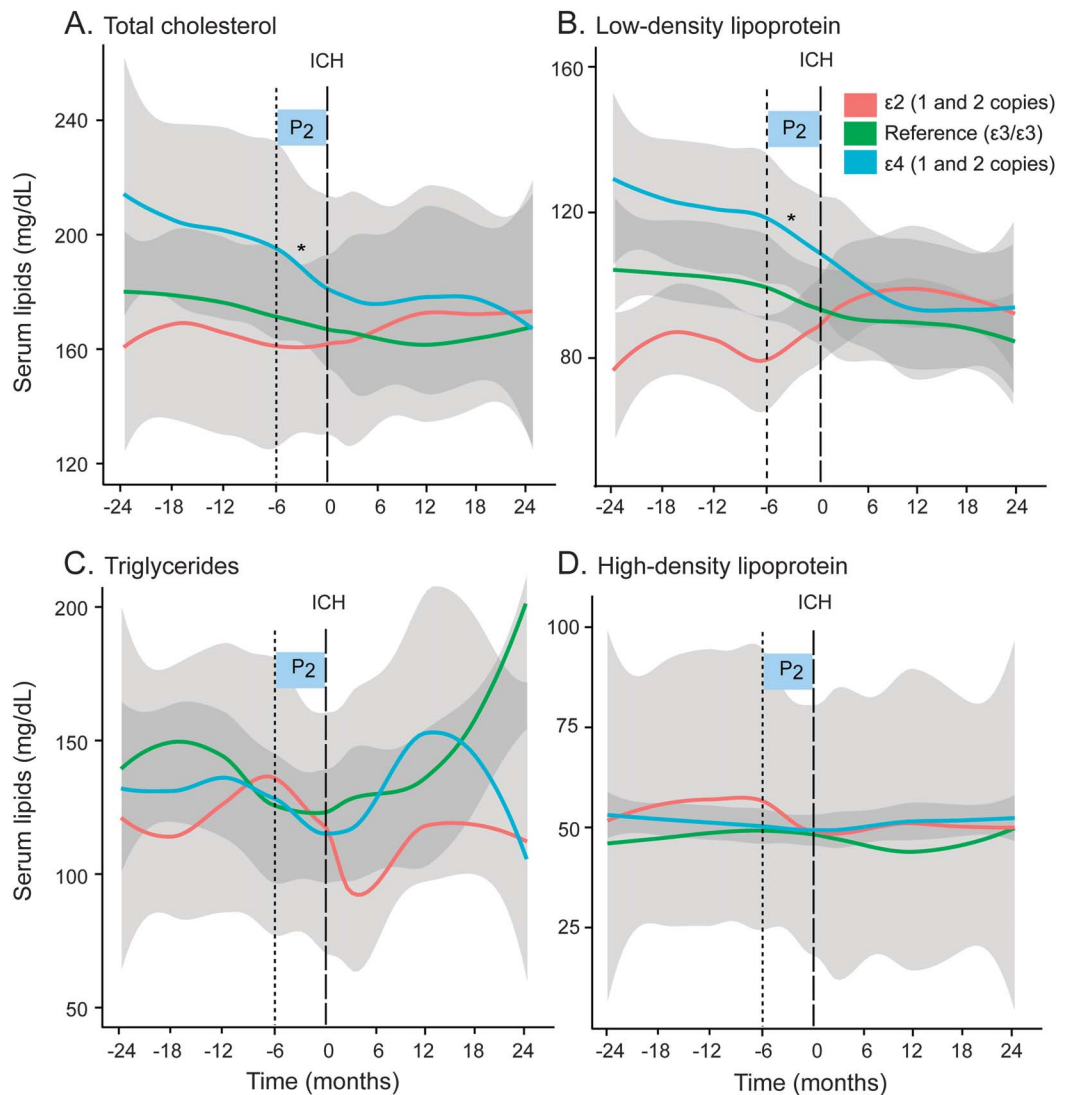 A. Total cholesterol
ICH
P2
*
240
200
160
120
Serum lipids (mg/dL)
-24 -18 -12 -6 0 6 12 18 24
B. Low-density lipoprotein
ICH
P2
*
ε2 (1 and 2 copies)
Reference (ε3/ε3)
ε4 (1 and 2 copies)
160
120
80
-24 -18 -12 -6 0 6 12 18 24
C. Triglycerides
ICH
P2
200
150
100
50
Serum lipids (mg/dL)
-24 -18 -12 -6 0 6 12 18 24
Time (months)
D. High-density lipoprotein
ICH
P2
100
75
50
25
-24 -18 -12 -6 0 6 12 18 24
Time (months)